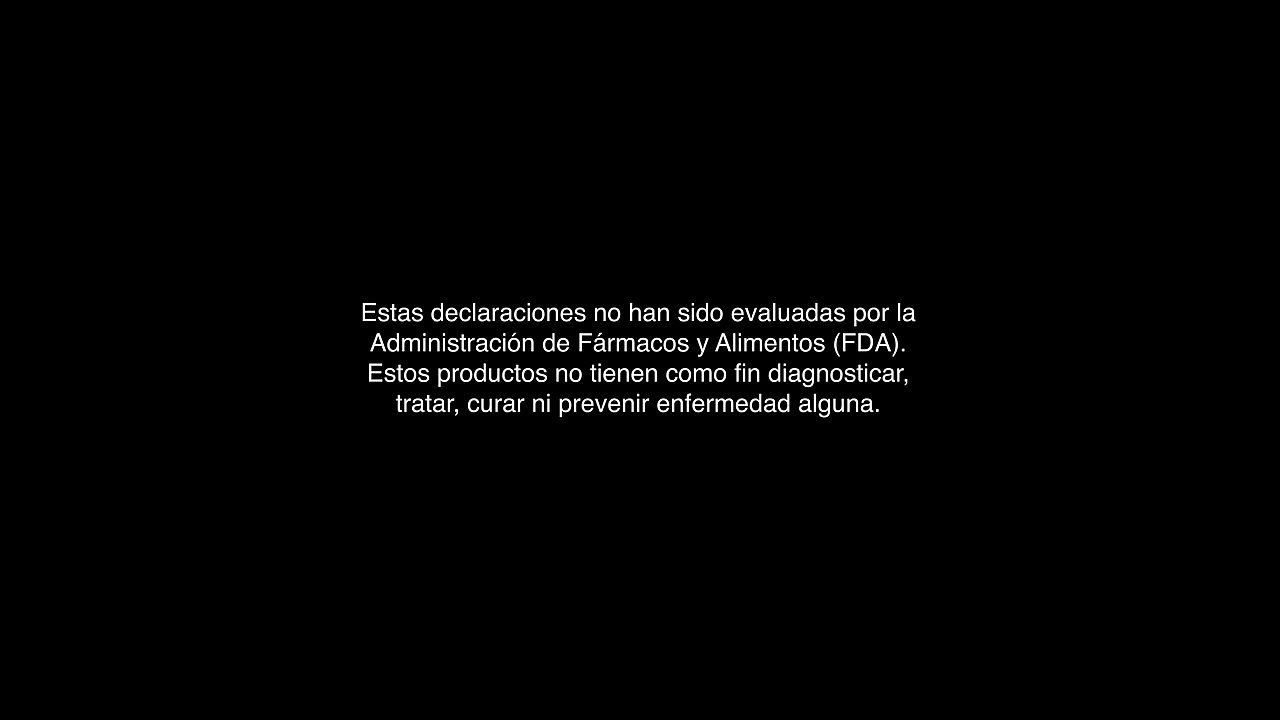 Estas declaraciones no han sido evaluadas por la
Administración de Fármacos y Alimentos (FDA).
Estos productos no tienen como fin diagnosticar,
tratar, curar ni prevenir enfermedad alguna.